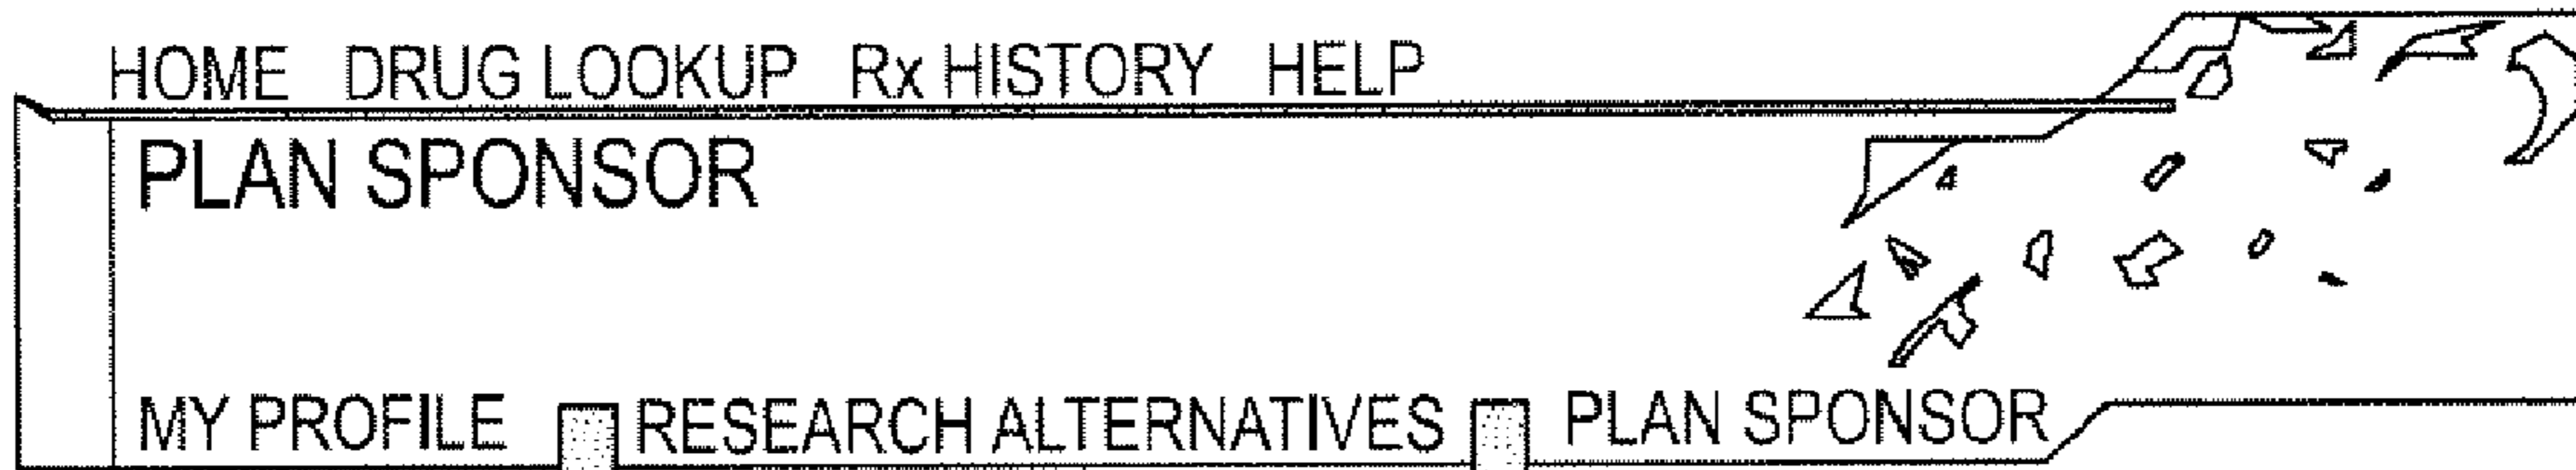 HOME DRUG LOOKUP Rx HISTORY HELP
PLAN SPONSOR
MY PROFILE RESEARCH ALTERNATIVES PLAN SPONSOR